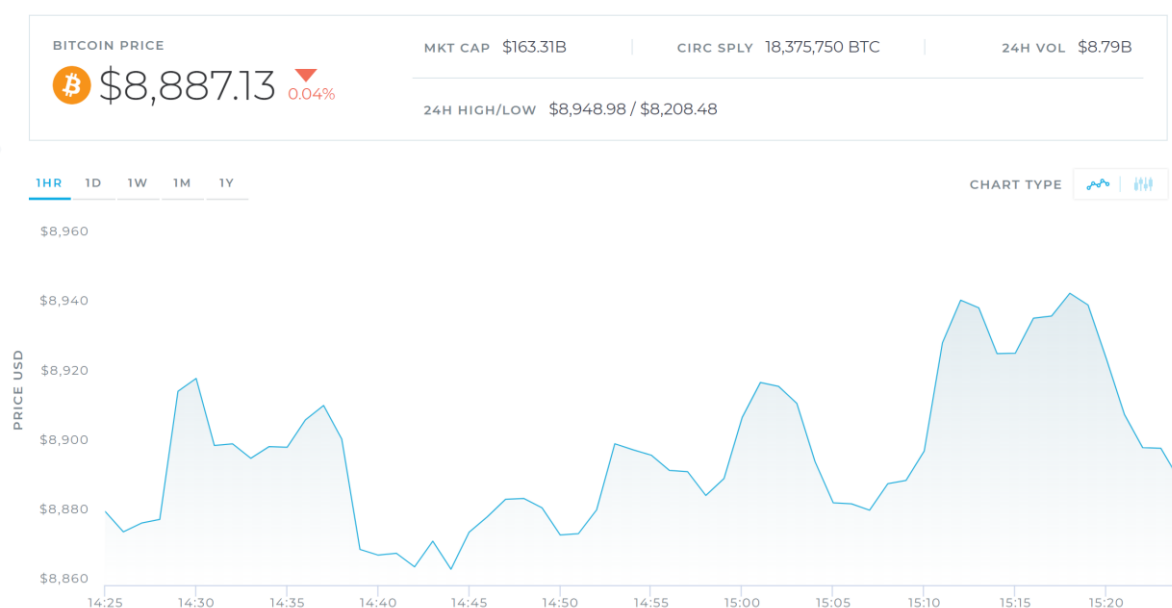 BITCOIN PRICE
$8,887.13
0.04%
MKT CAP $163.31B
CIRC SPLY 18,375,750 BTC
24H VOL $8.79B
24H HIGH/LOW $8,948.98 / $8,208.48
1HR 1D 1W 1M 1Y
CHART TYPE
PRICE USD
$8,960
$8,940
$8,920
$8,900
$8,880
$8,860
14:25 14:30 14:35 14:40 14:45 14:50 14:55 15:00 15:05 15:10 15:15 15:20